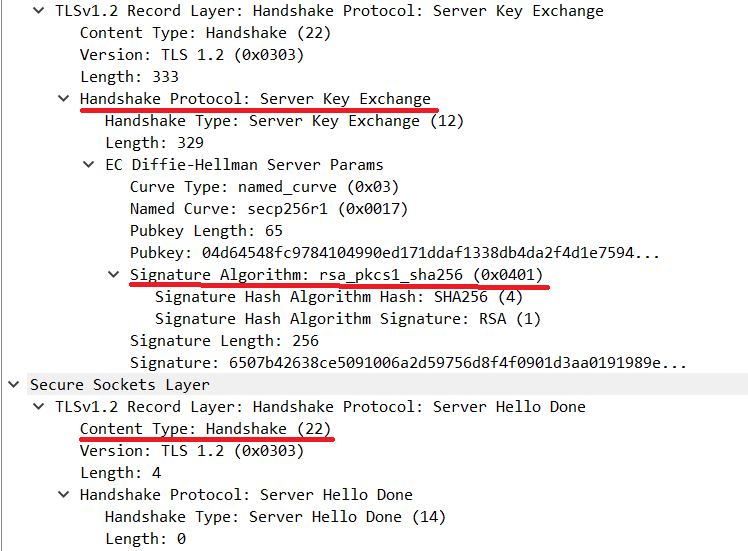 TLSv1.2 Record Layer: Handshake Protocol: Server Key Exchange
Content Type: Handshake (22)
Version: TLS 1.2 (0x0303)
Length: 333
Handshake Protocol: Server Key Exchange
Handshake Type: Server Key Exchange (12)
Length: 329
EC Diffie-Hellman Server Params
Curve Type: named_curve (0x03)
Named Curve: secp256r1 (0x0017)
Pubkey Length: 65
Pubkey: 04d64548fc9784104990ed171ddaf1338db4da2f4d1e7594...
Signature Algorithm: rsa_pkcs1_sha256 (0x0401)
Signature Hash Algorithm Hash: SHA256 (4)
Signature Hash Algorithm Signature: RSA (1)
Signature Length: 256
Signature: 6507b42638ce5091006a2d59756d8f4f0901d3aa0191989e...
Secure Sockets Layer
TLSv1.2 Record Layer: Handshake Protocol: Server Hello Done
Content Type: Handshake (22)
Version: TLS 1.2 (0x0303)
Length: 4
Handshake Protocol: Server Hello Done
Handshake Type: Server Hello Done (14)
Length: 0